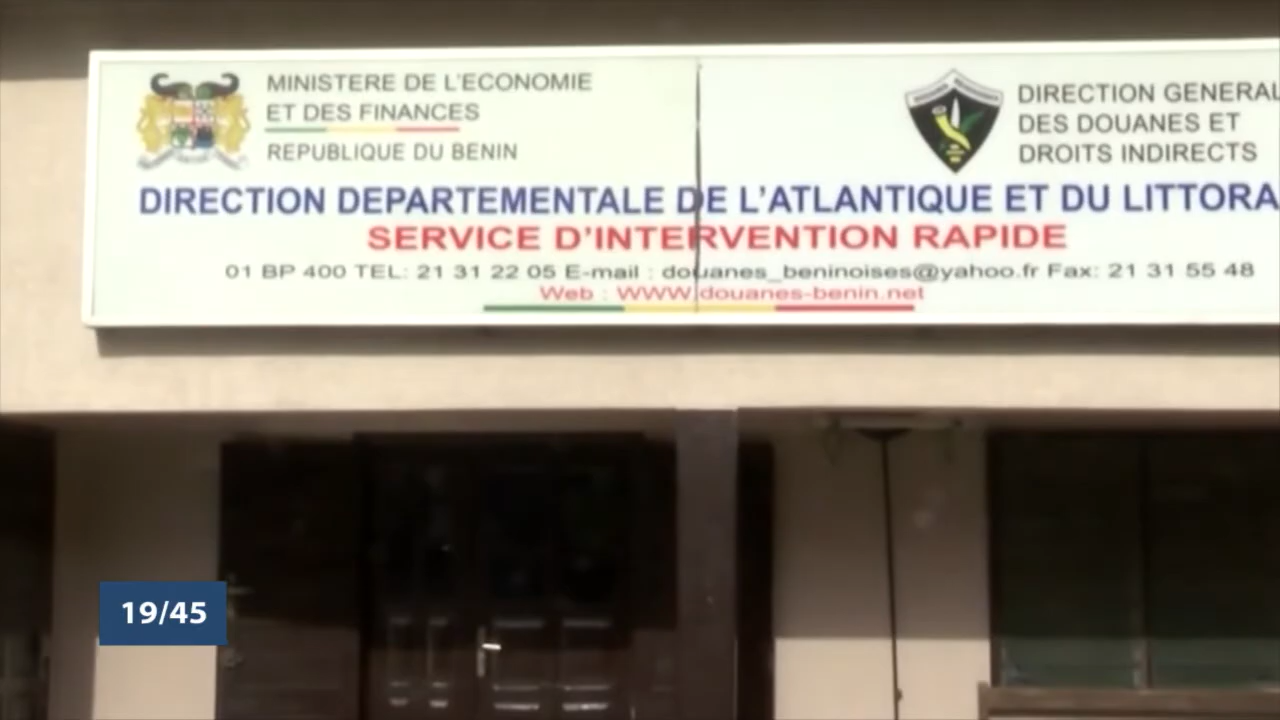 MINISTERE DE L'ECONOMIE
ET DES FINANCES
REPUBLIQUE DU BENIN
DIRECTION GENERAL
DES DOUANES ET
DROITS INDIRECTS
DIRECTION DEPARTEMENTALE DE L'ATLANTIQUE ET DU LITTORA
SERVICE D'INTERVENTION RAPIDE
01 BP 400 TEL: 21 31 22 05 E-mail : douanes_beninoises@yahoo.fr Fax: 21 31 55 48
Web : WWW.douanes-benin.net
19/45